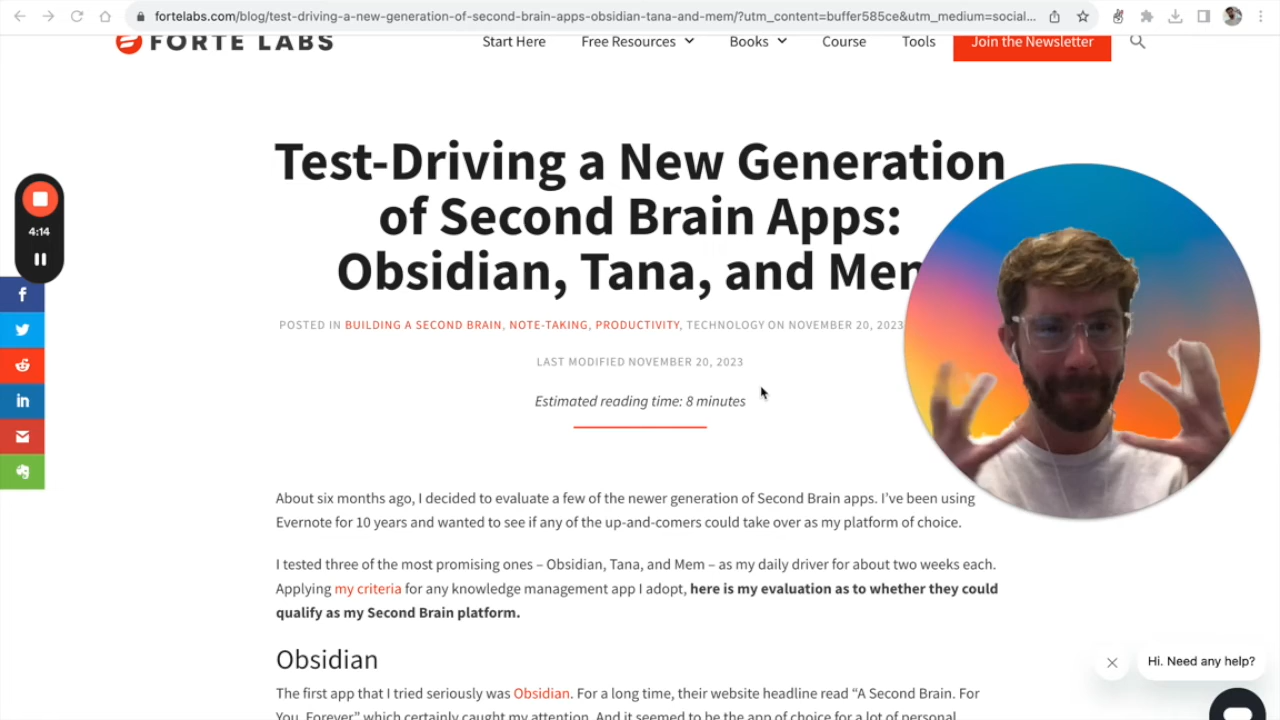 fortelabs.com/blog/test-driving-a-new-generation-of-second-brain-apps-obsidian-tana-and-mem/?utm_content=buffer585ce&utm_medium=social...
FORTE LABS
Start Here
Free Resources
Books
Course
Tools
Join the Newsletter
Test-Driving a New Generation
of Second Brain Apps:
Obsidian, Tana, and Mem
4:14
POSTED IN BUILDING A SECOND BRAIN, NOTE-TAKING, PRODUCTIVITY, TECHNOLOGY ON NOVEMBER 20, 2023
LAST MODIFIED NOVEMBER 20, 2023
Estimated reading time: 8 minutes
About six months ago, I decided to evaluate a few of the newer generation of Second Brain apps. I’ve been using
Evernote for 10 years and wanted to see if any of the up-and-comers could take over as my platform of choice.
I tested three of the most promising ones – Obsidian, Tana, and Mem – as my daily driver for about two weeks each.
Applying my criteria for any knowledge management app I adopt, here is my evaluation as to whether they could
qualify as my Second Brain platform.
Obsidian
The first app that I tried seriously was Obsidian. For a long time, their website headline read “A Second Brain. For
You. Forever” which certainly caught my attention. And it seemed to be the app of choice for a lot of personal
Hi. Need any help?